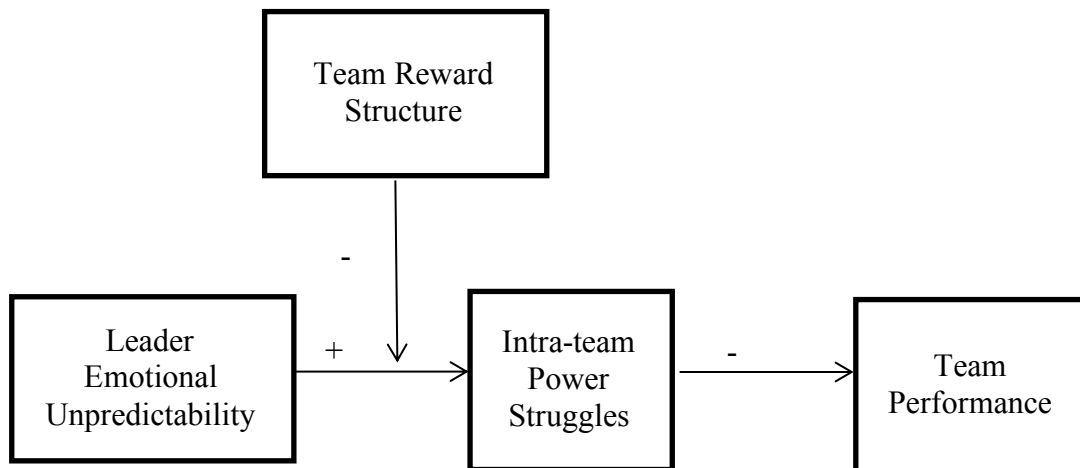 Team Reward
Structure
-
Leader
Emotional
Unpredictability
+
Intra-team
Power
Struggles
-
Team
Performance